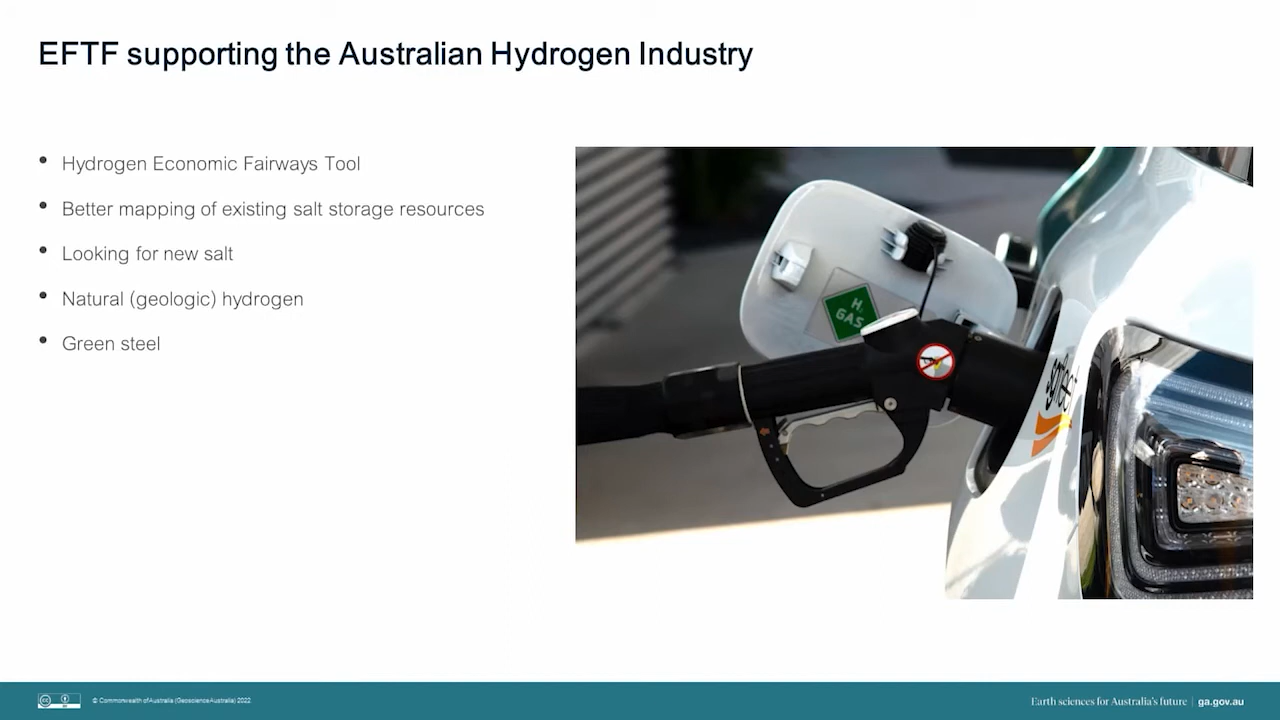 EFTF supporting the Australian Hydrogen Industry
• Hydrogen Economic Fairways Tool
• Better mapping of existing salt storage resources
• Looking for new salt
• Natural (geologic) hydrogen
• Green steel
H₂
GAS
sgfleet
© Commonwealth of Australia (Geoscience Australia) 2022
Earth sciences for Australia's future | ga.gov.au